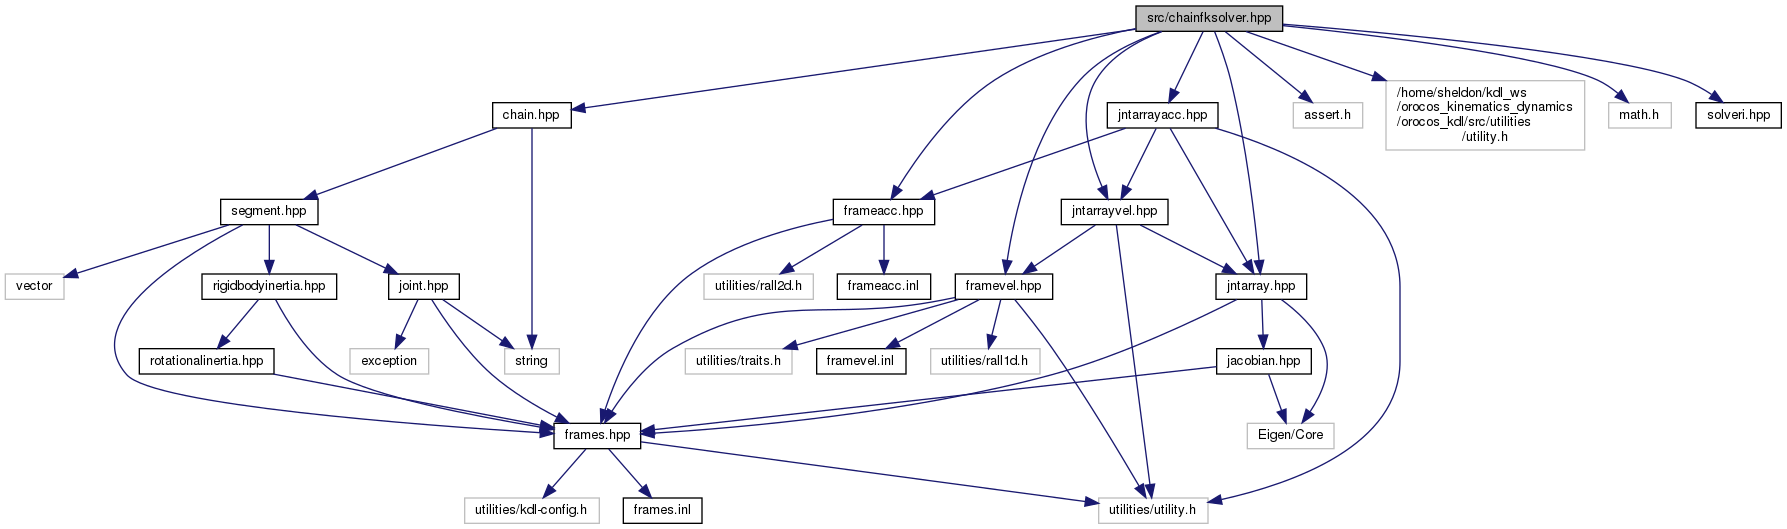 src/chainfksolver.hpp
chain.hpp
jntarrayacc.hpp
assert.h
/home/sheldon/kdl_ws
/orocos_kinematics_dynamics
/orocos_kdl/src/utilities
/utility.h
math.h
solveri.hpp
segment.hpp
frameacc.hpp
jntarrayvel.hpp
vector
rigidbodyinertia.hpp
joint.hpp
utilities/rall2d.h
frameacc.inl
framevel.hpp
jntarray.hpp
rotationalinertia.hpp
exception
string
utilities/traits.h
framevel.inl
utilities/rall1d.h
jacobian.hpp
frames.hpp
Eigen/Core
utilities/kdl-config.h
frames.inl
utilities/utility.h